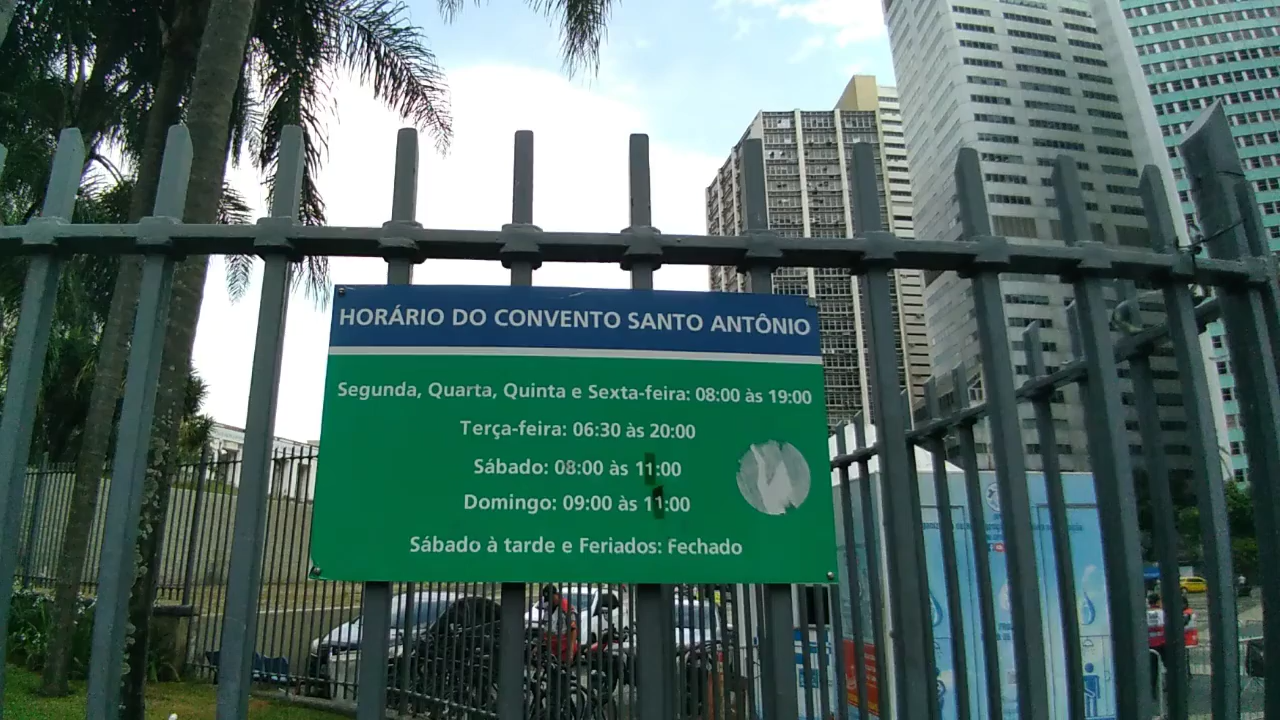 HORÁRIO DO CONVENTO SANTO ANTÔNIO
Segunda, Quarta, Quinta e Sexta-feira: 08:00 às 19:00
Terça-feira: 06:30 às 20:00
Sábado: 08:00 às 11:00
Domingo: 09:00 às 11:00
Sábado à tarde e Feriados: Fechado